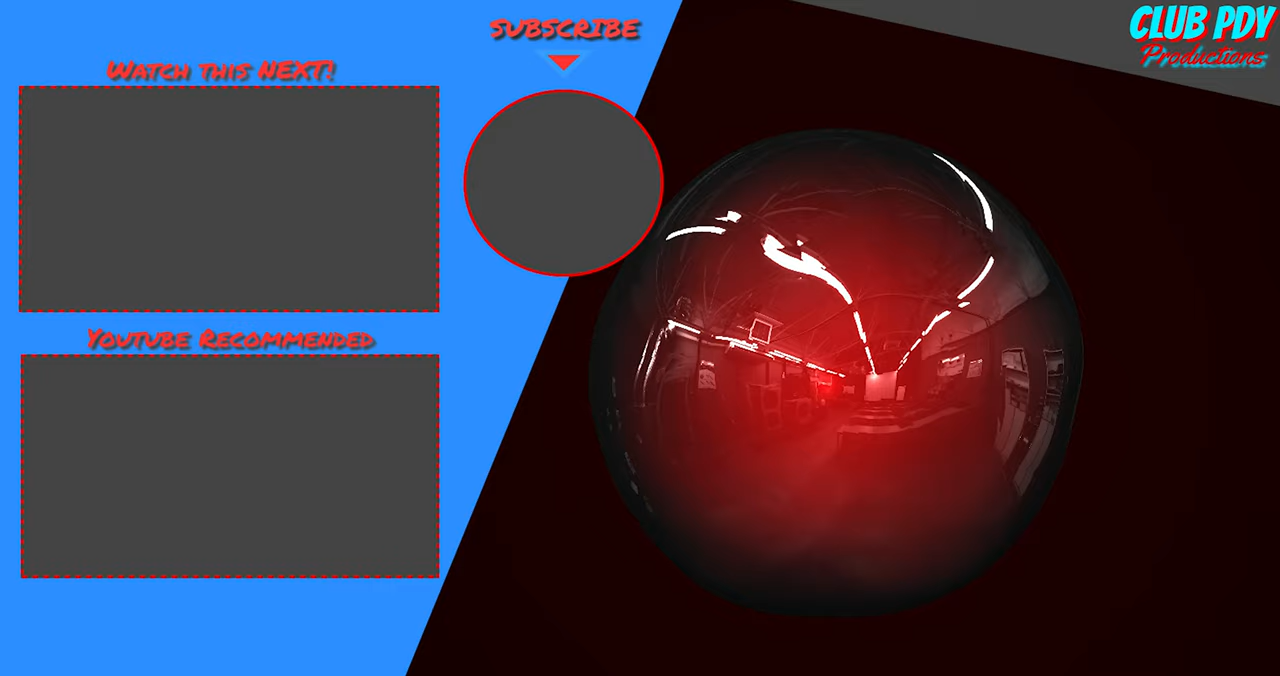 SUBSCRIBE
Watch this NEXT!
Youtube Recommended
CLUB PDY
Productions